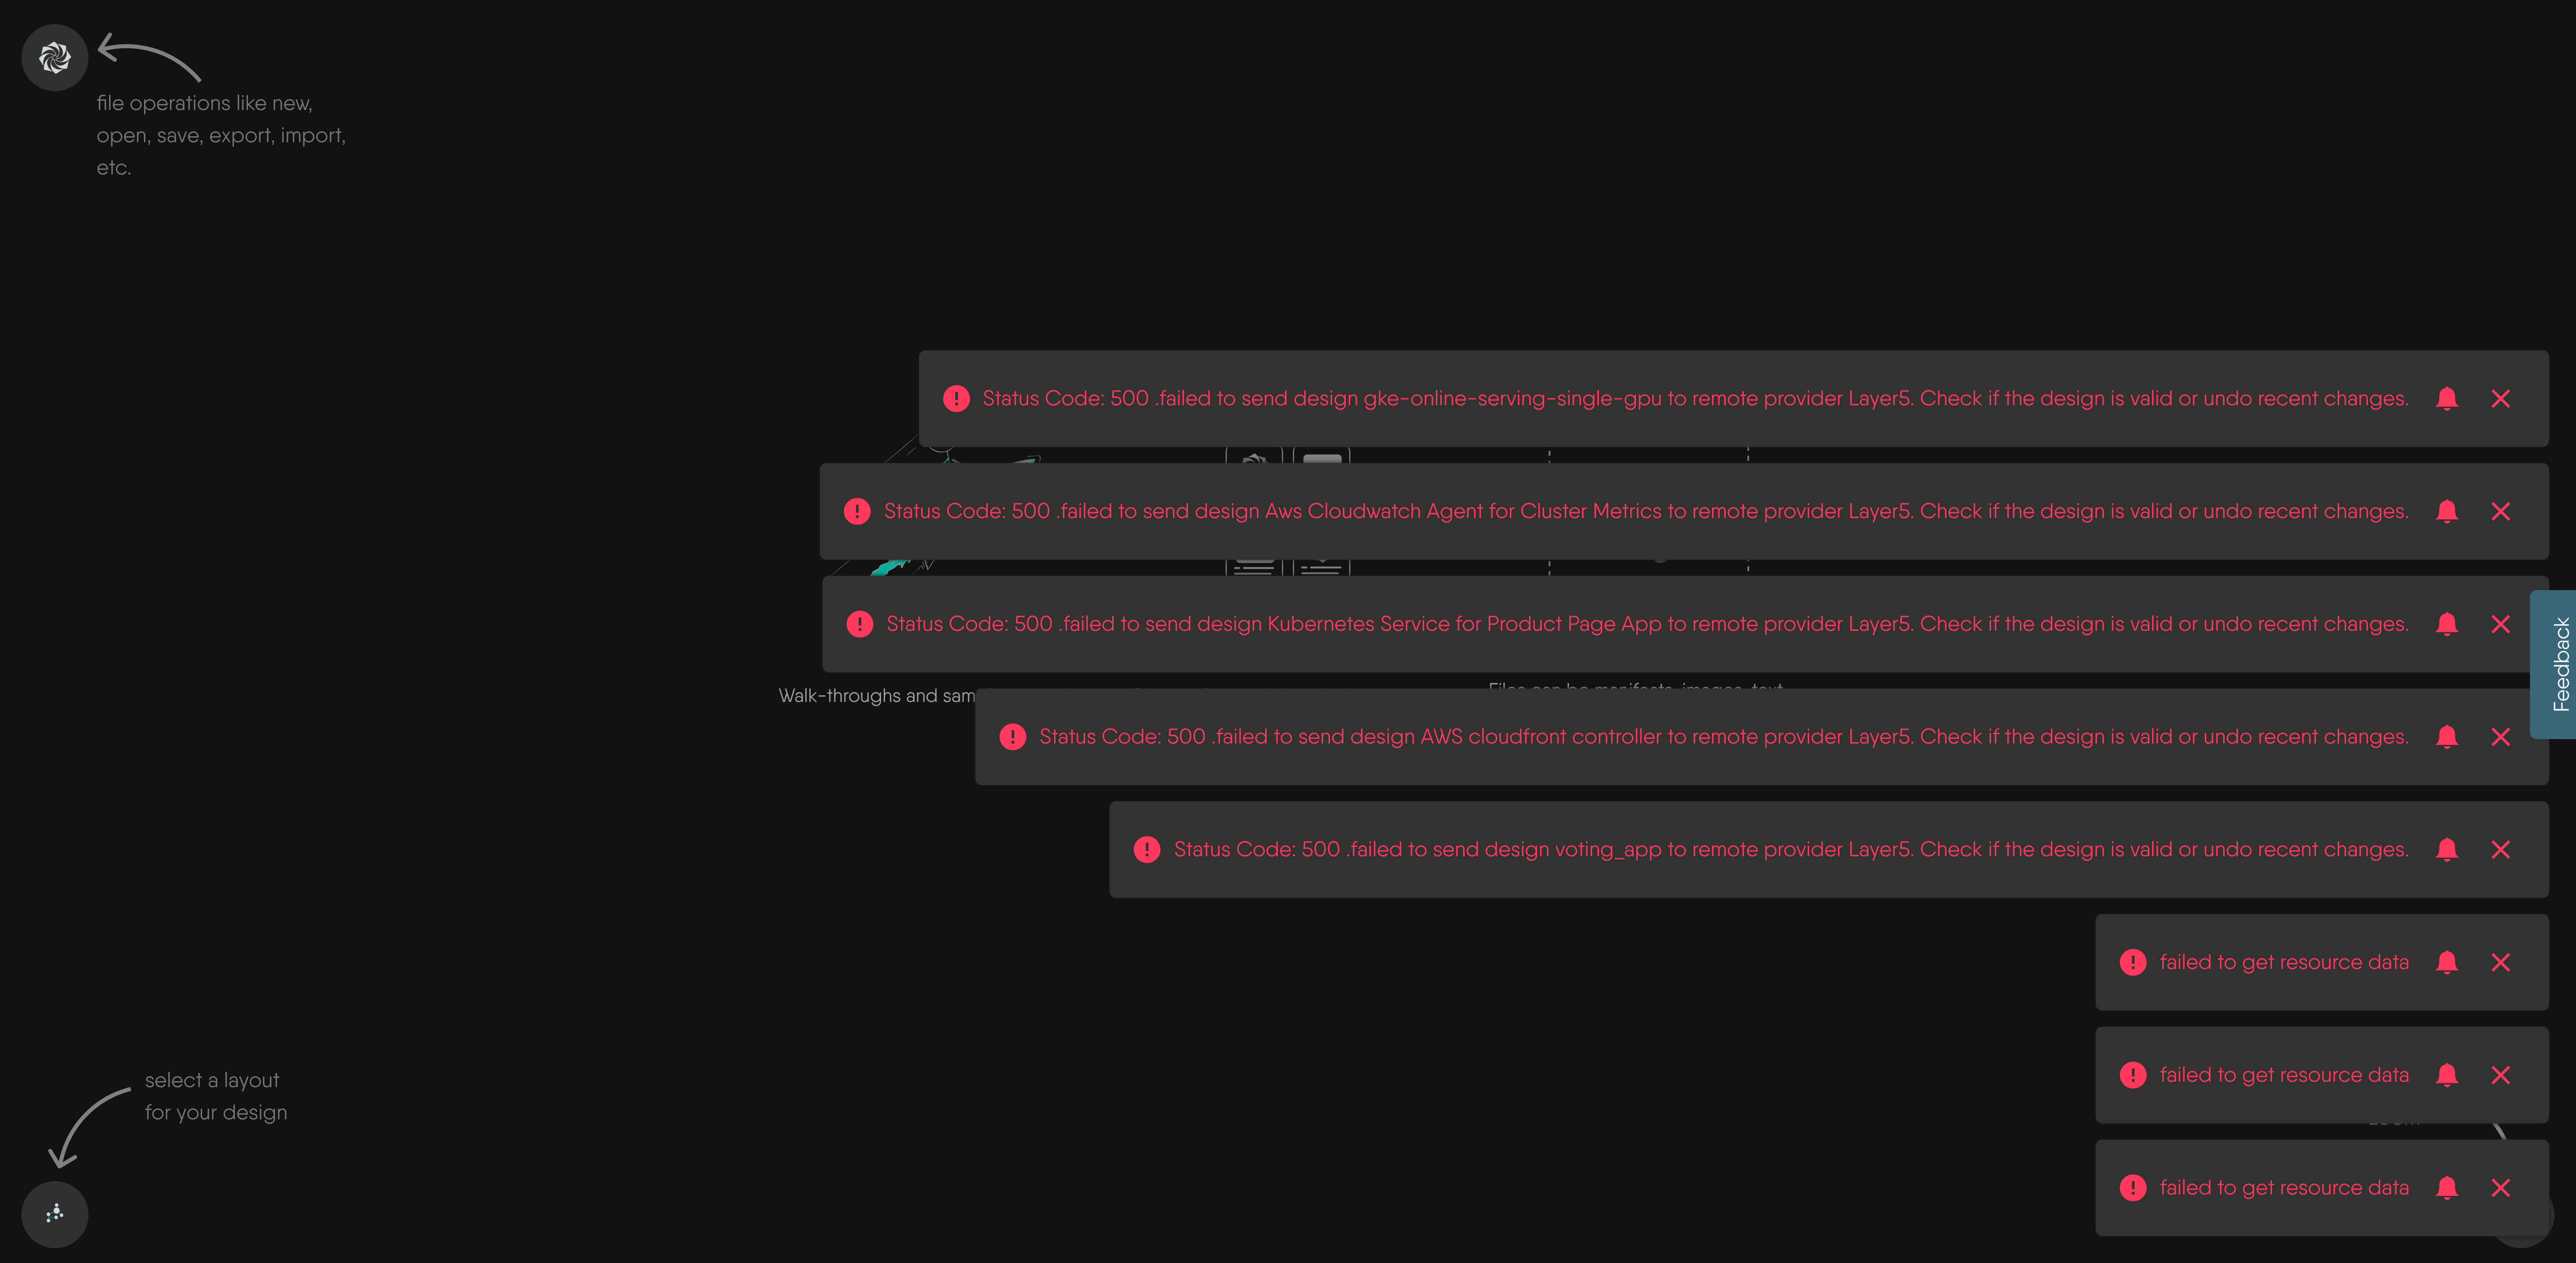 file operations like new,
open, save, export, import,
etc.
Status Code: 500 .failed to send design gke-online-serving-single-gpu to remote provider Layer5. Check if the design is valid or undo recent changes.
Status Code: 500 .failed to send design Aws Cloudwatch Agent for Cluster Metrics to remote provider Layer5. Check if the design is valid or undo recent changes.
Status Code: 500 .failed to send design Kubernetes Service for Product Page App to remote provider Layer5. Check if the design is valid or undo recent changes.
Feedback
Walk-throughs and sam
Files can be manifests, images, text
Status Code: 500 .failed to send design AWS cloudfront controller to remote provider Layer5. Check if the design is valid or undo recent changes.
Status Code: 500 .failed to send design voting_app to remote provider Layer5. Check if the design is valid or undo recent changes.
failed to get resource data
failed to get resource data
failed to get resource data
select a layout
for your design